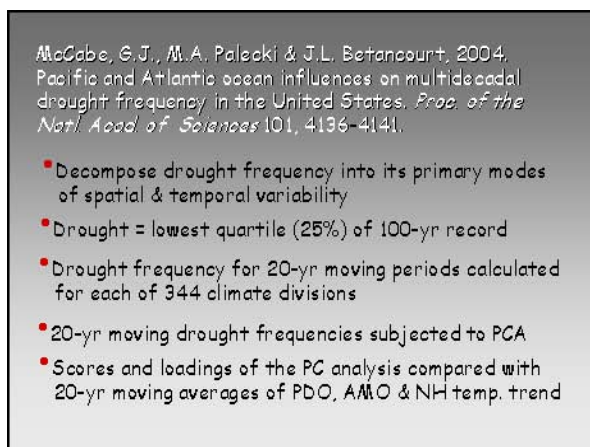 McCabe, G.J., M.A. Palecki & J.L. Betancourt, 2004.
Pacific and Atlantic ocean influences on multidecadal
drought frequency in the United States. Proc. of the
Natl. Acad. of Sciences 101, 4136-4141.
• Decompose drought frequency into its primary modes
of spatial & temporal variability
• Drought = lowest quartile (25%) of 100-yr record
• Drought frequency for 20-yr moving periods calculated
for each of 344 climate divisions
• 20-yr moving drought frequencies subjected to PCA
• Scores and loadings of the PC analysis compared with
20-yr moving averages of PDO, AMO & NH temp. trend